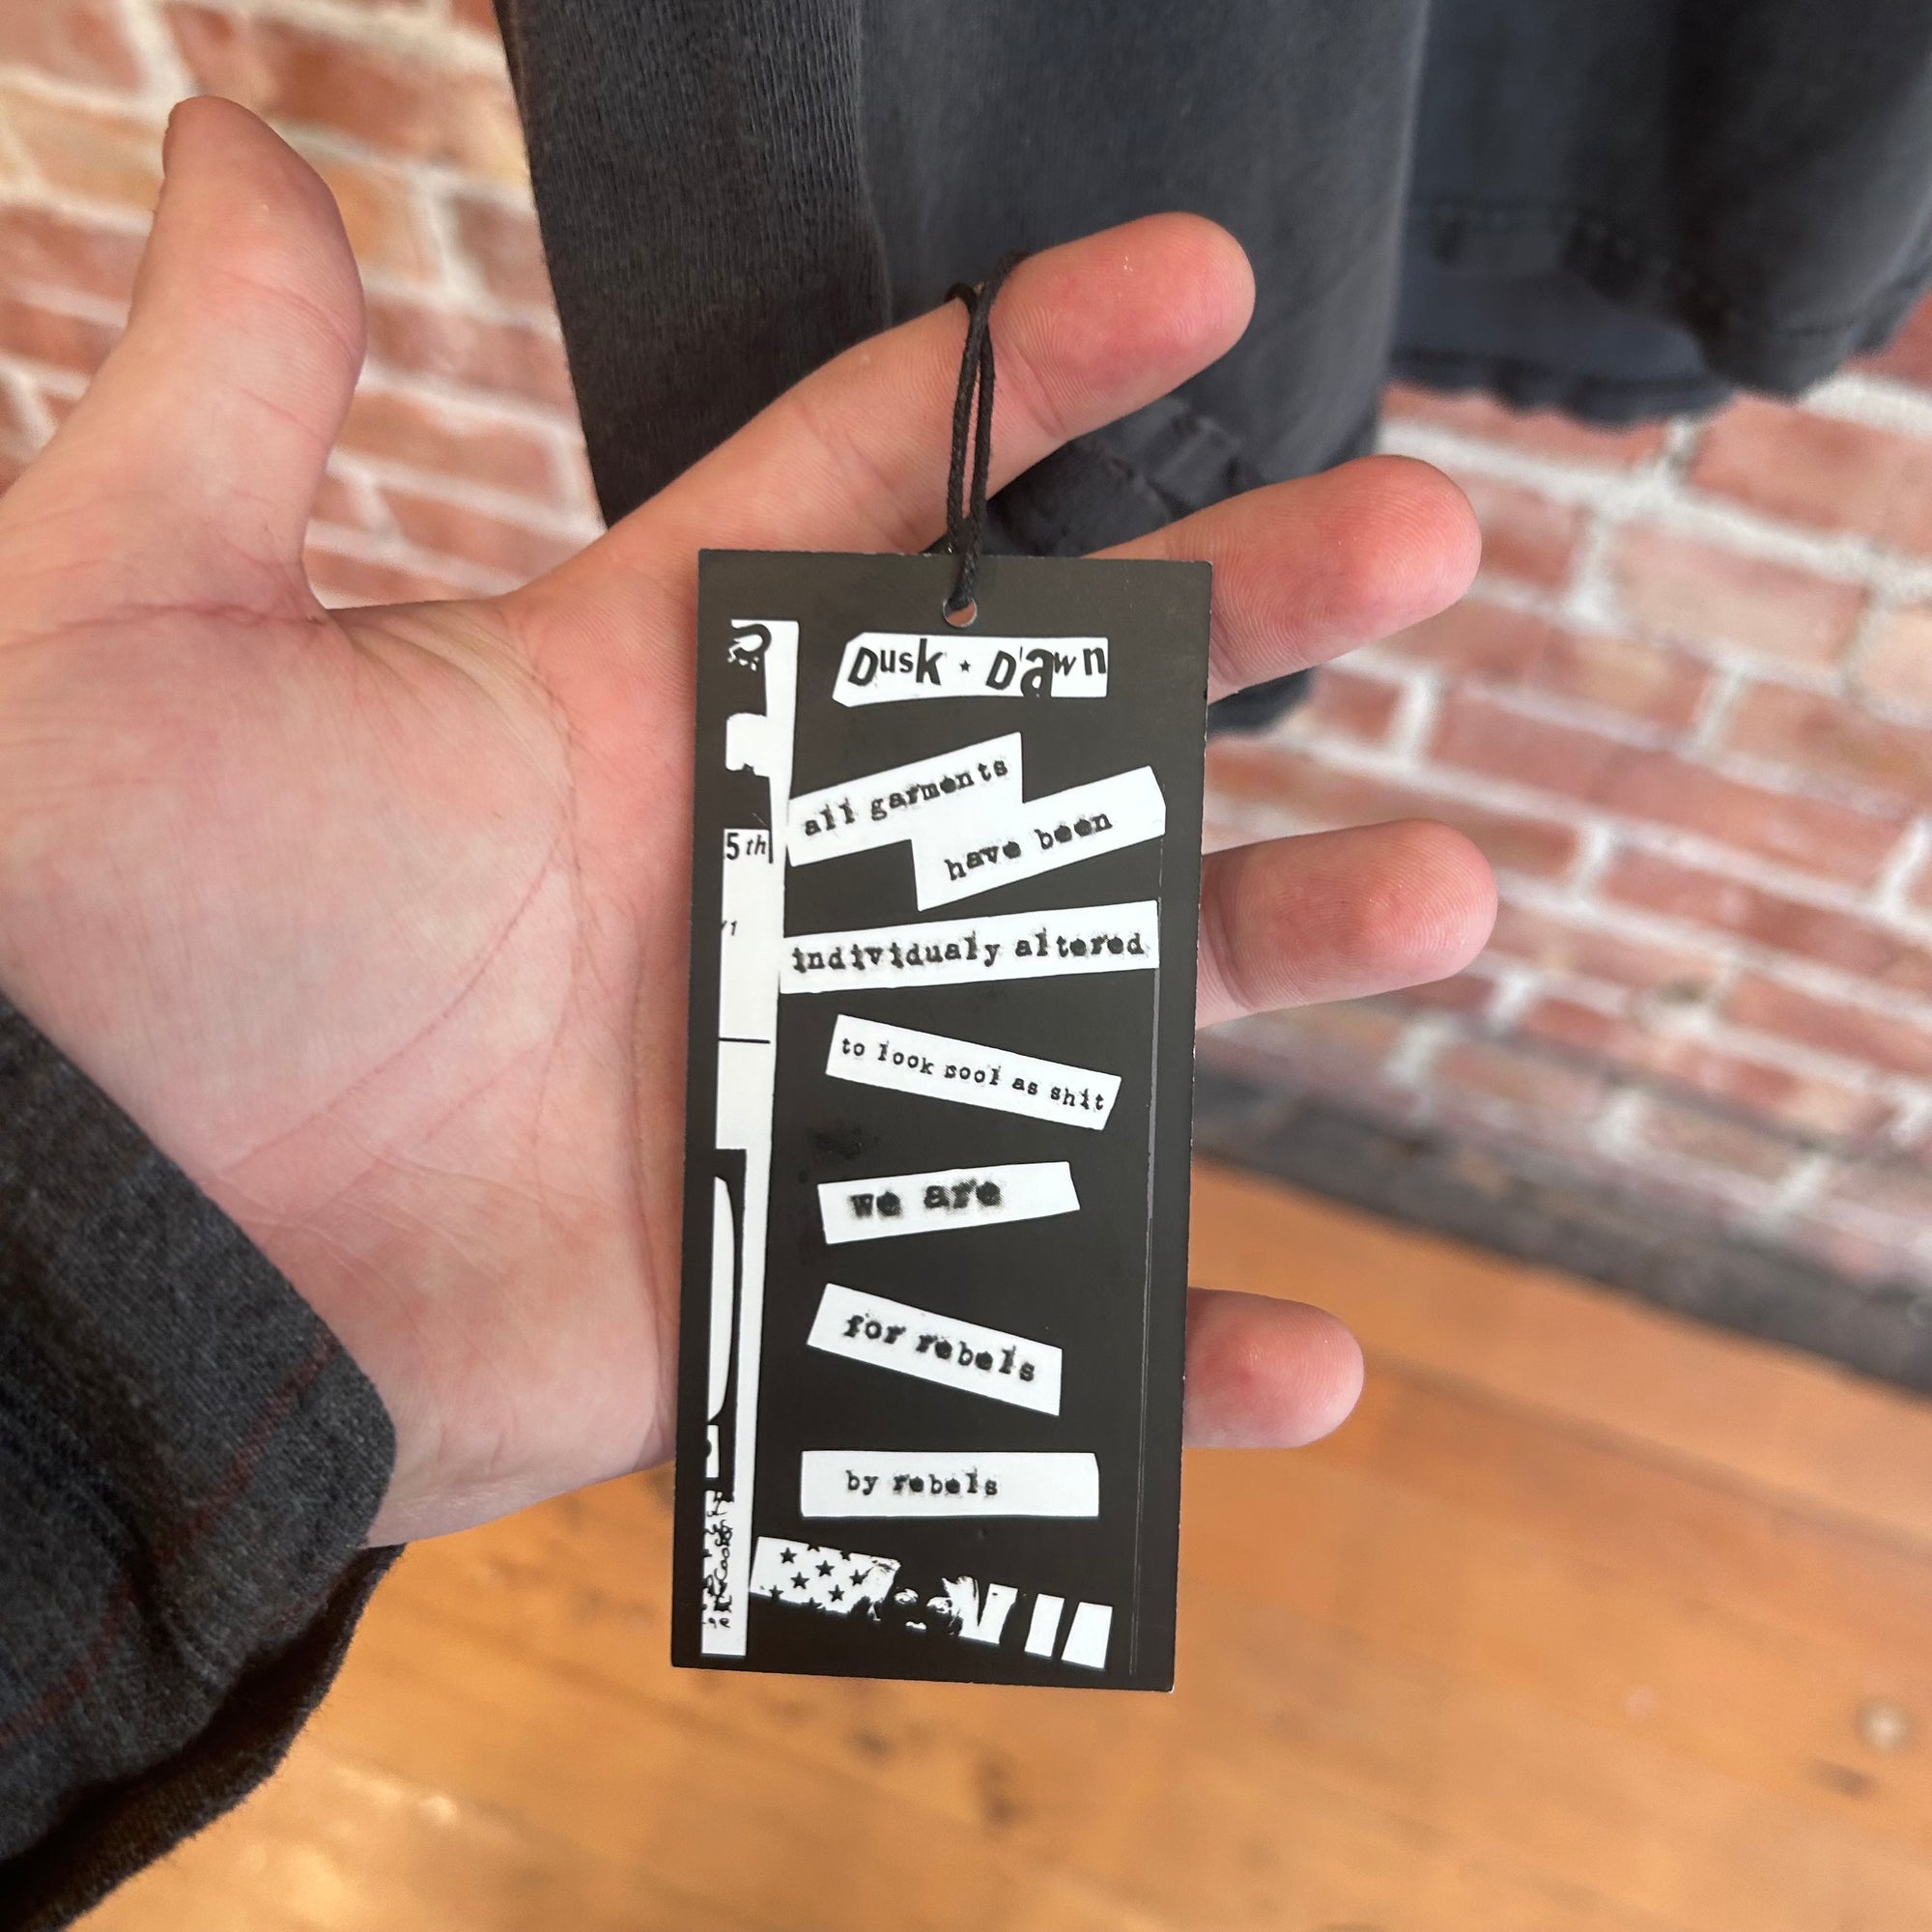 Dusk ★ Dawn
all garments
have been
individualy altered
to look cool as shit
we are
for rebels
by rebels
5th